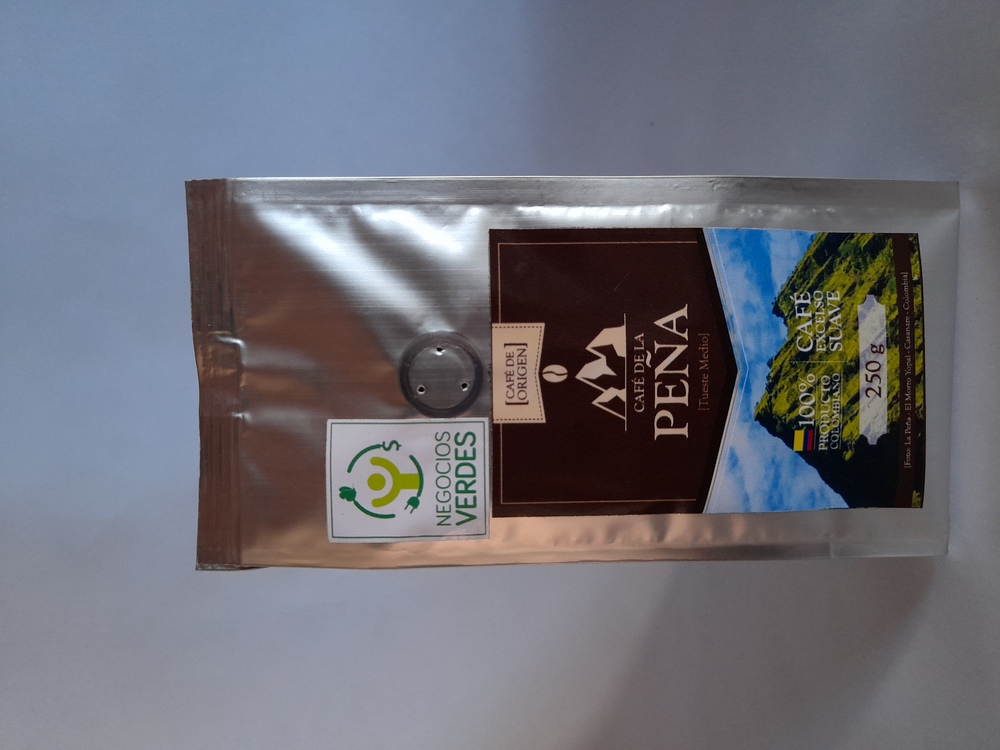 NEGOCIOS
VERDES
[CAFÉ DE
ORIGEN]
CAFÉ DE LA
PEÑA
[Tueste Medio]
100%
PRODUCTO
COLOMBIANO
CAFÉ
EXCELSO
SUAVE
250 g
[Foto: La Peña - El Morro Yopal - Casanare - Colombia]